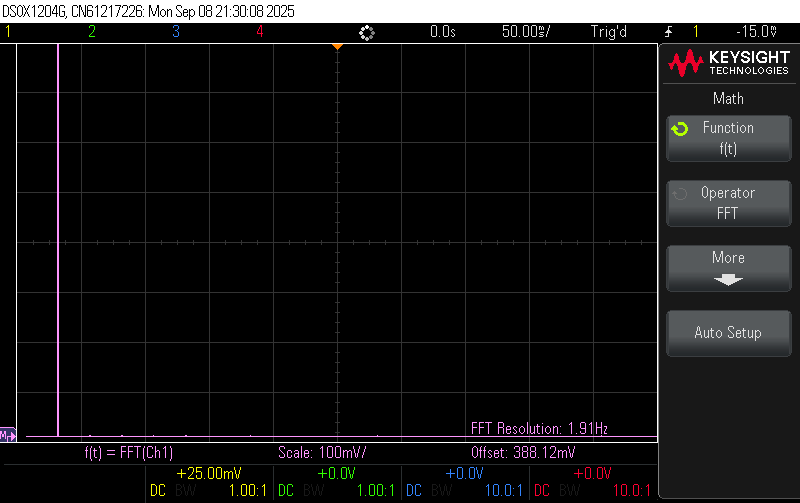 DSOX1204G, CN61217226: Mon Sep 08 21:30:08 2025
1 2 3 4 0.0s 50.00ms/ Trig'd 1 -15.0V
KEYSIGHT
TECHNOLOGIES
Math
Function
f(t)
Operator
FFT
More
Auto Setup
M
FFT Resolution: 1.91Hz
f(t) = FFT(Ch1) Scale: 100mV/ Offset: 388.12mV
+25.00mV +0.0V +0.0V +0.0V
DC BW 1.00:1 DC BW 1.00:1 DC BW 10.0:1 DC BW 10.0:1